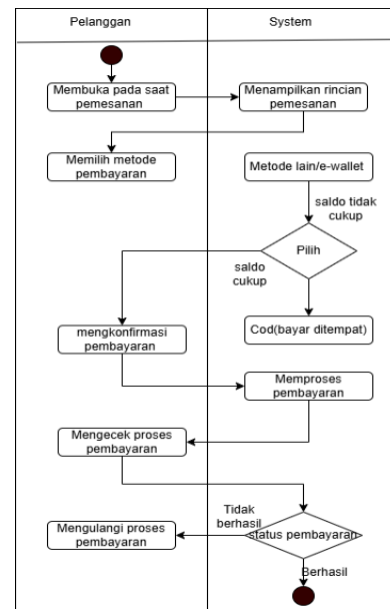 Pelanggan
System
Membuka pada saat
pemesanan
Menampilkan rincian
pemesanan
Memilih metode
pembayaran
Metode lain/e-wallet
saldo tidak
cukup
Pilih
saldo
cukup
mengkonfirmasi
pembayaran
Cod(bayar ditempat)
Memproses
pembayaran
Mengecek proses
pembayaran
Tidak
berhasil
Mengulangi proses
pembayaran
status pembayaran
Berhasil